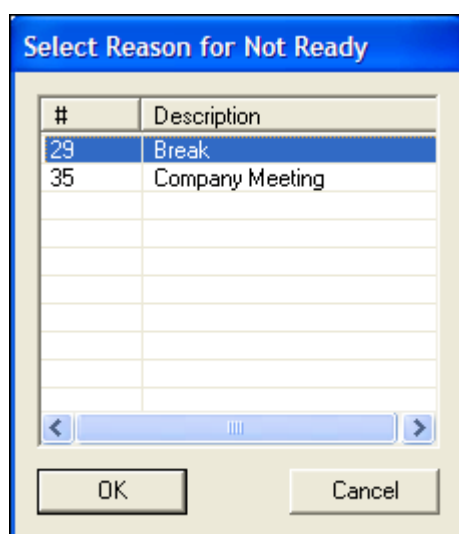 Select Reason for Not Ready
# Description
29 Break
35 Company Meeting
OK Cancel